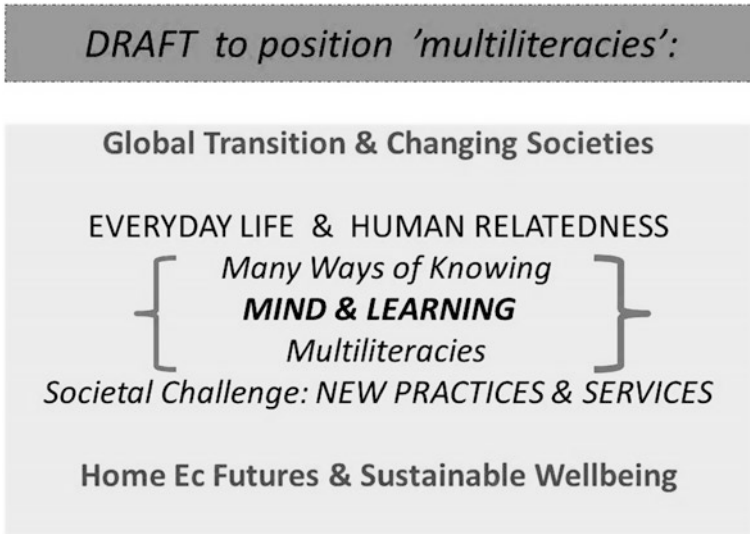 DRAFT to position ’multiliteracies’:
Global Transition & Changing Societies
EVERYDAY LIFE & HUMAN RELATEDNESS
Many Ways of Knowing
MIND & LEARNING
Multiliteracies
Societal Challenge: NEW PRACTICES & SERVICES
Home Ec Futures & Sustainable Wellbeing